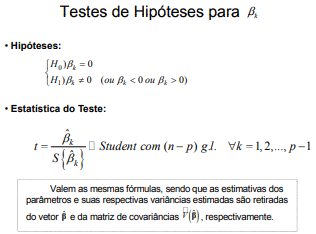 Testes de Hipóteses para β_k
• Hipóteses:
{H_0) β_k = 0
{H_1) β_k ≠ 0 (ou β_k < 0 ou β_k > 0)
• Estatística do Teste:
t = β̂_k / S{β̂_k} □ Student com (n − p) g.l. ∀k = 1, 2,..., p − 1
Valem as mesmas fórmulas, sendo que as estimativas dos
parâmetros e suas respectivas variâncias estimadas são retiradas
do vetor β̂ e da matriz de covariâncias V̂(β̂), respectivamente.